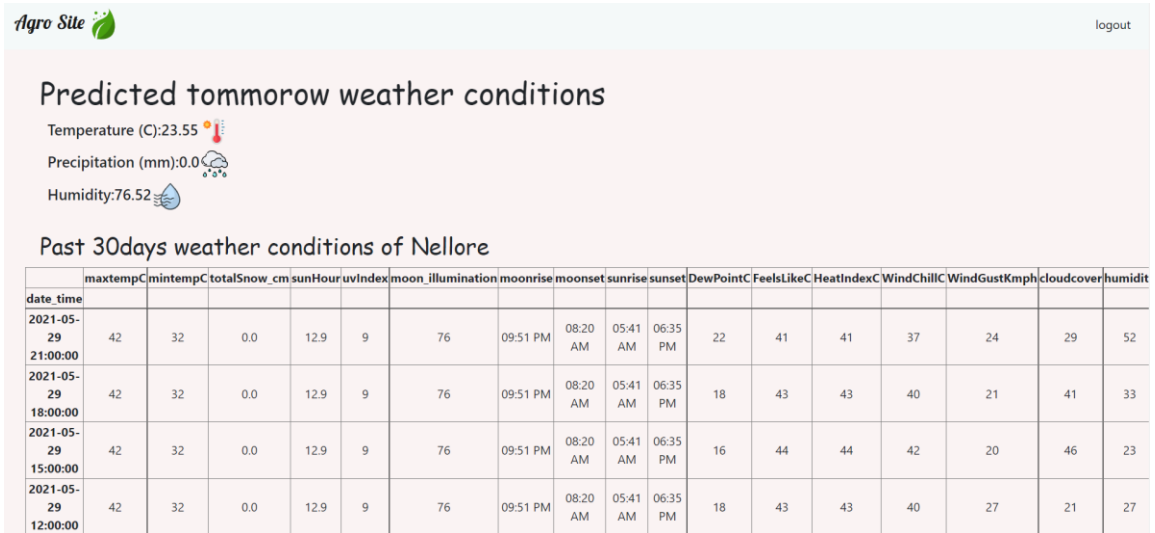 Agro Site
logout
Predicted tommorow weather conditions
Temperature (C):23.55
Precipitation (mm):0.0
Humidity:76.52
Past 30days weather conditions of Nellore
maxtempC mintempC totalSnow_cm sunHour uvIndex moon_illumination moonrise moonset sunrise sunset DewPointC FeelsLikeC HeatIndexC WindChillC WindGustKmph cloudcover humidit
date_time
2021-05-29 21:00:00 42 32 0.0 12.9 9 76 09:51 PM 08:20 AM 05:41 AM 06:35 PM 22 41 41 37 24 29 52
2021-05-29 18:00:00 42 32 0.0 12.9 9 76 09:51 PM 08:20 AM 05:41 AM 06:35 PM 18 43 43 40 21 41 33
2021-05-29 15:00:00 42 32 0.0 12.9 9 76 09:51 PM 08:20 AM 05:41 AM 06:35 PM 16 44 44 42 20 46 23
2021-05-29 12:00:00 42 32 0.0 12.9 9 76 09:51 PM 08:20 AM 05:41 AM 06:35 PM 18 43 43 40 27 21 27